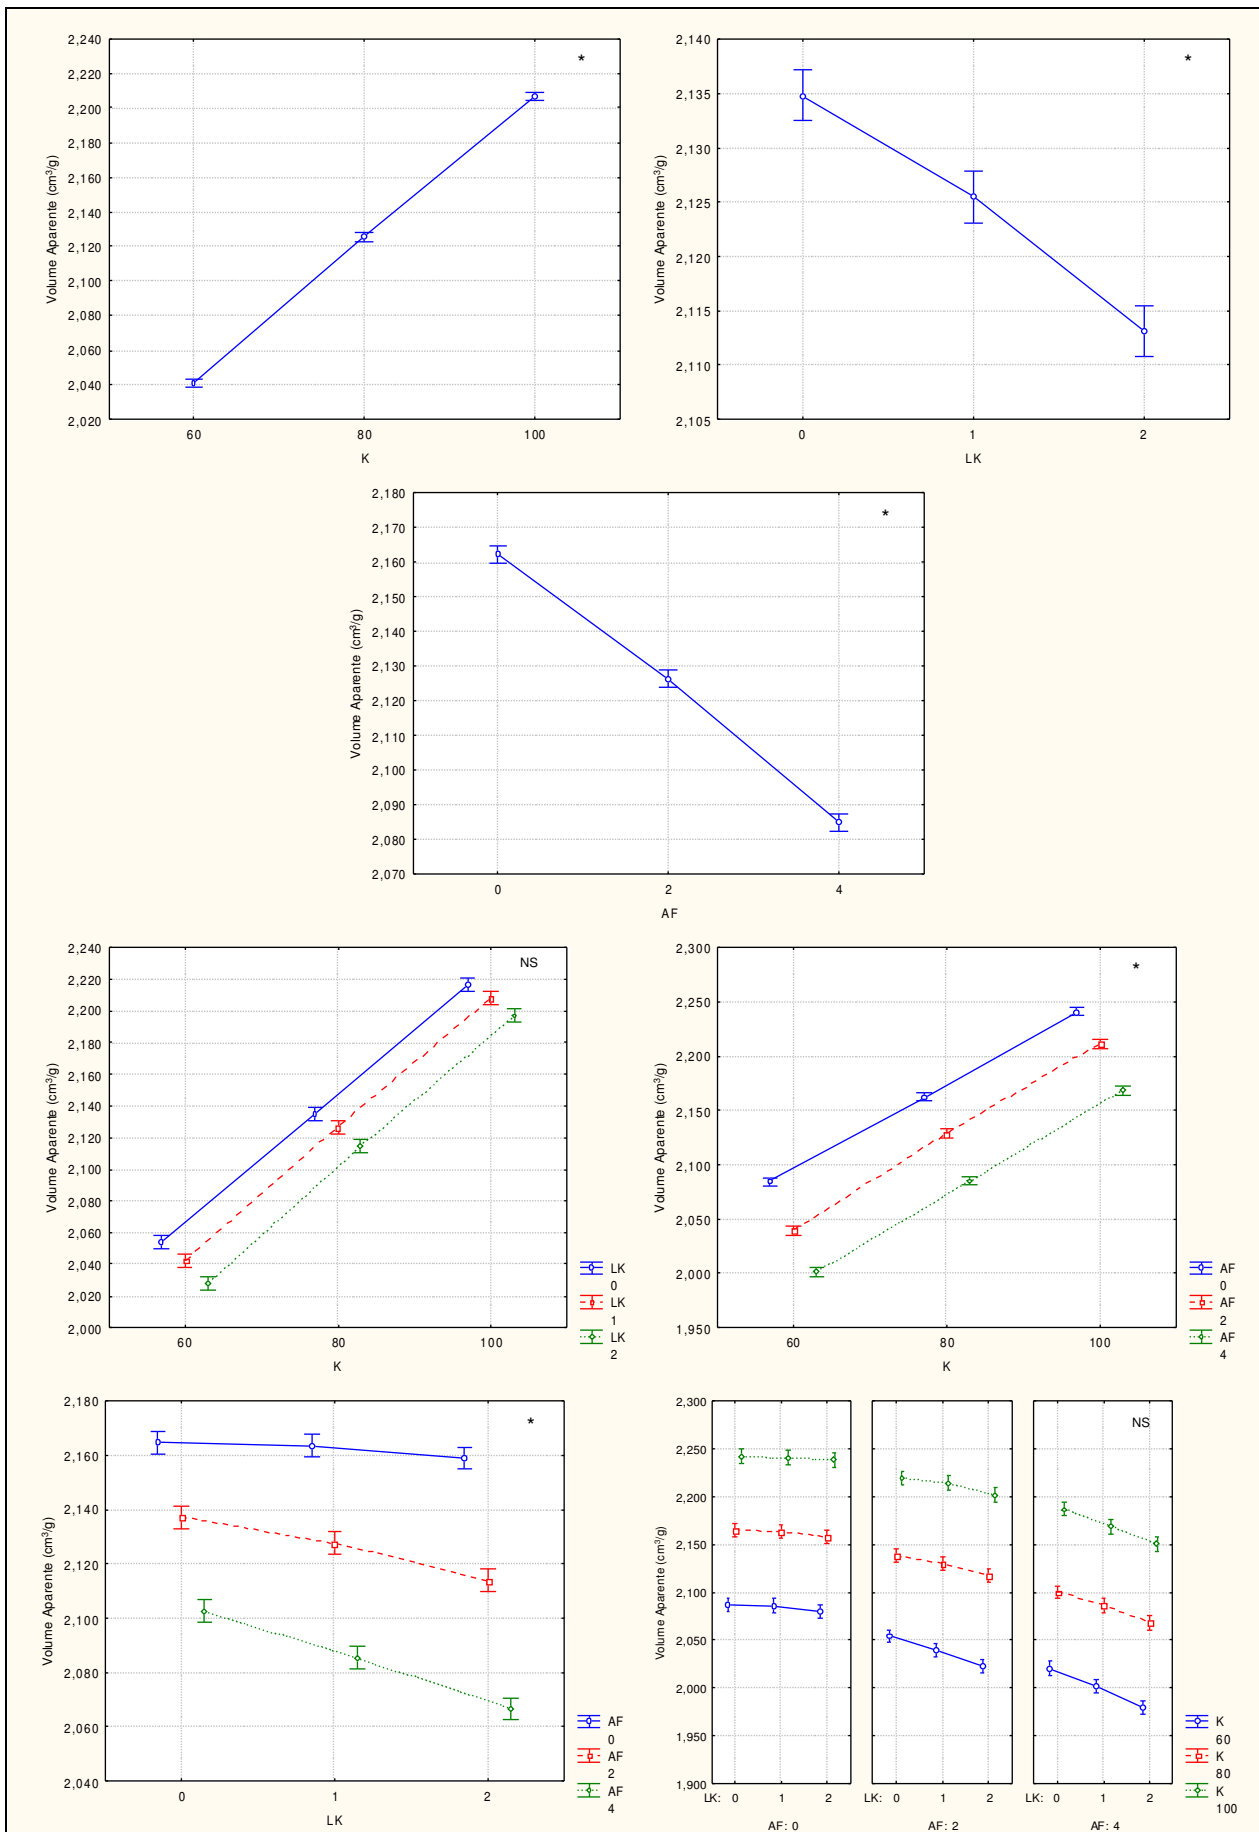 2,240
2,220
2,200
2,180
2,160
2,140
2,120
2,100
2,080
2,060
2,040
2,020
Volume Aparente (cm³/g)
*
60 80 100
K
2,140
2,135
2,130
2,125
2,120
2,115
2,110
2,105
Volume Aparente (cm³/g)
*
0 1 2
LK
2,180
2,170
2,160
2,150
2,140
2,130
2,120
2,110
2,100
2,090
2,080
2,070
Volume Aparente (cm³/g)
*
0 2 4
AF
2,240
2,220
2,200
2,180
2,160
2,140
2,120
2,100
2,080
2,060
2,040
2,020
2,000
Volume Aparente (cm³/g)
NS
60 80 100
K
LK
0
LK
1
LK
2
2,300
2,250
2,200
2,150
2,100
2,050
2,000
1,950
Volume Aparente (cm³/g)
*
60 80 100
K
AF
0
AF
2
AF
4
2,180
2,160
2,140
2,120
2,100
2,080
2,060
2,040
Volume Aparente (cm³/g)
*
0 1 2
LK
AF
0
AF
2
AF
4
2,300
2,250
2,200
2,150
2,100
2,050
2,000
1,950
1,900
Volume Aparente (cm³/g)
NS
LK: 0 1 2
AF: 0
LK: 0 1 2
AF: 2
LK: 0 1 2
AF: 4
K
60
K
80
K
100